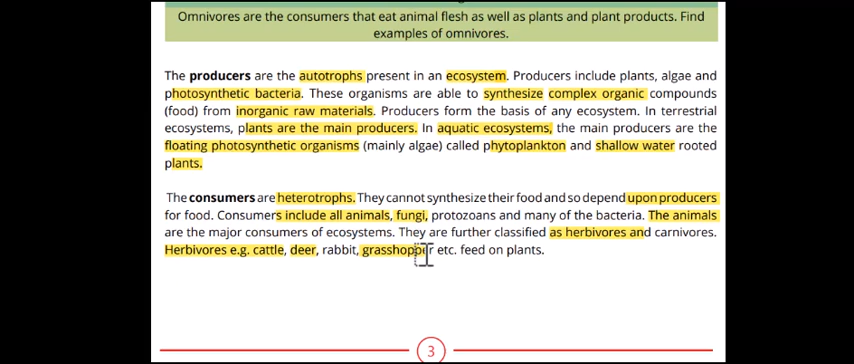 Omnivores are the consumers that eat animal flesh as well as plants and plant products. Find
examples of omnivores.
The producers are the autotrophs present in an ecosystem. Producers include plants, algae and
photosynthetic bacteria. These organisms are able to synthesize complex organic compounds
(food) from inorganic raw materials. Producers form the basis of any ecosystem. In terrestrial
ecosystems, plants are the main producers. In aquatic ecosystems, the main producers are the
floating photosynthetic organisms (mainly algae) called phytoplankton and shallow water rooted
plants.
The consumers are heterotrophs. They cannot synthesize their food and so depend upon producers
for food. Consumers include all animals, fungi, protozoans and many of the bacteria. The animals
are the major consumers of ecosystems. They are further classified as herbivores and carnivores.
Herbivores e.g. cattle, deer, rabbit, grasshopper etc. feed on plants.
3